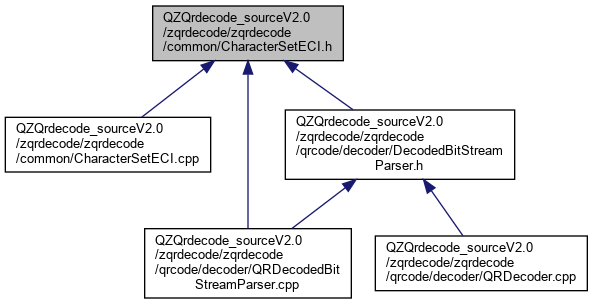 QZQrdecode_sourceV2.0
/zqrdecode/zqrdecode
/common/CharacterSetECI.h
QZQrdecode_sourceV2.0
/zqrdecode/zqrdecode
/common/CharacterSetECI.cpp
QZQrdecode_sourceV2.0
/zqrdecode/zqrdecode
/qrcode/decoder/DecodedBitStream
Parser.h
QZQrdecode_sourceV2.0
/zqrdecode/zqrdecode
/qrcode/decoder/QRDecodedBit
StreamParser.cpp
QZQrdecode_sourceV2.0
/zqrdecode/zqrdecode
/qrcode/decoder/QRDecoder.cpp